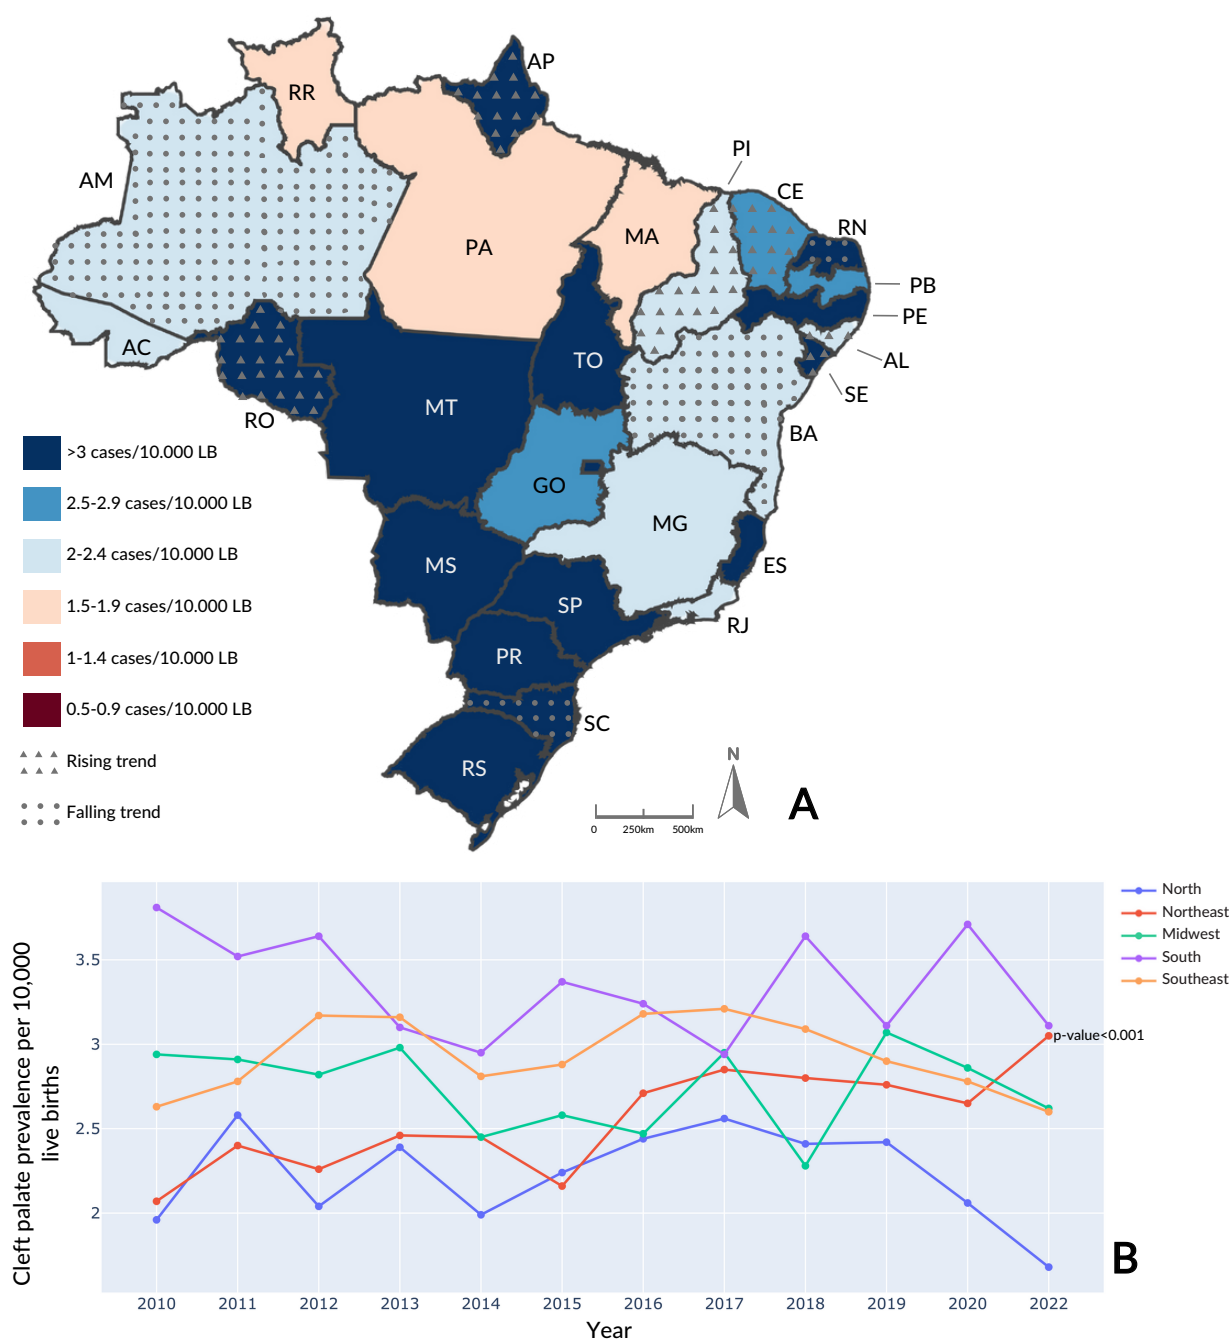 AP
RR
PI
AM
CE
RN
MA
PA
PB
PE
AC
TO
AL
SE
MT
RO
BA
>3 cases/10.000 LB
GO
2.5-2.9 cases/10.000 LB
MG
2-2.4 cases/10.000 LB
MS
ES
1.5-1.9 cases/10.000 LB
SP
RJ
1-1.4 cases/10.000 LB
PR
0.5-0.9 cases/10.000 LB
SC
Rising trend
RS
N
Falling trend
A
0 250km 500km
North
Northeast
Midwest
South
Southeast
Cleft palate prevalence per 10,000
live births
3.5
3
2.5
2
p-value<0.001
B
2010 2011 2012 2013 2014 2015 2016 2017 2018 2019 2020 2022
Year